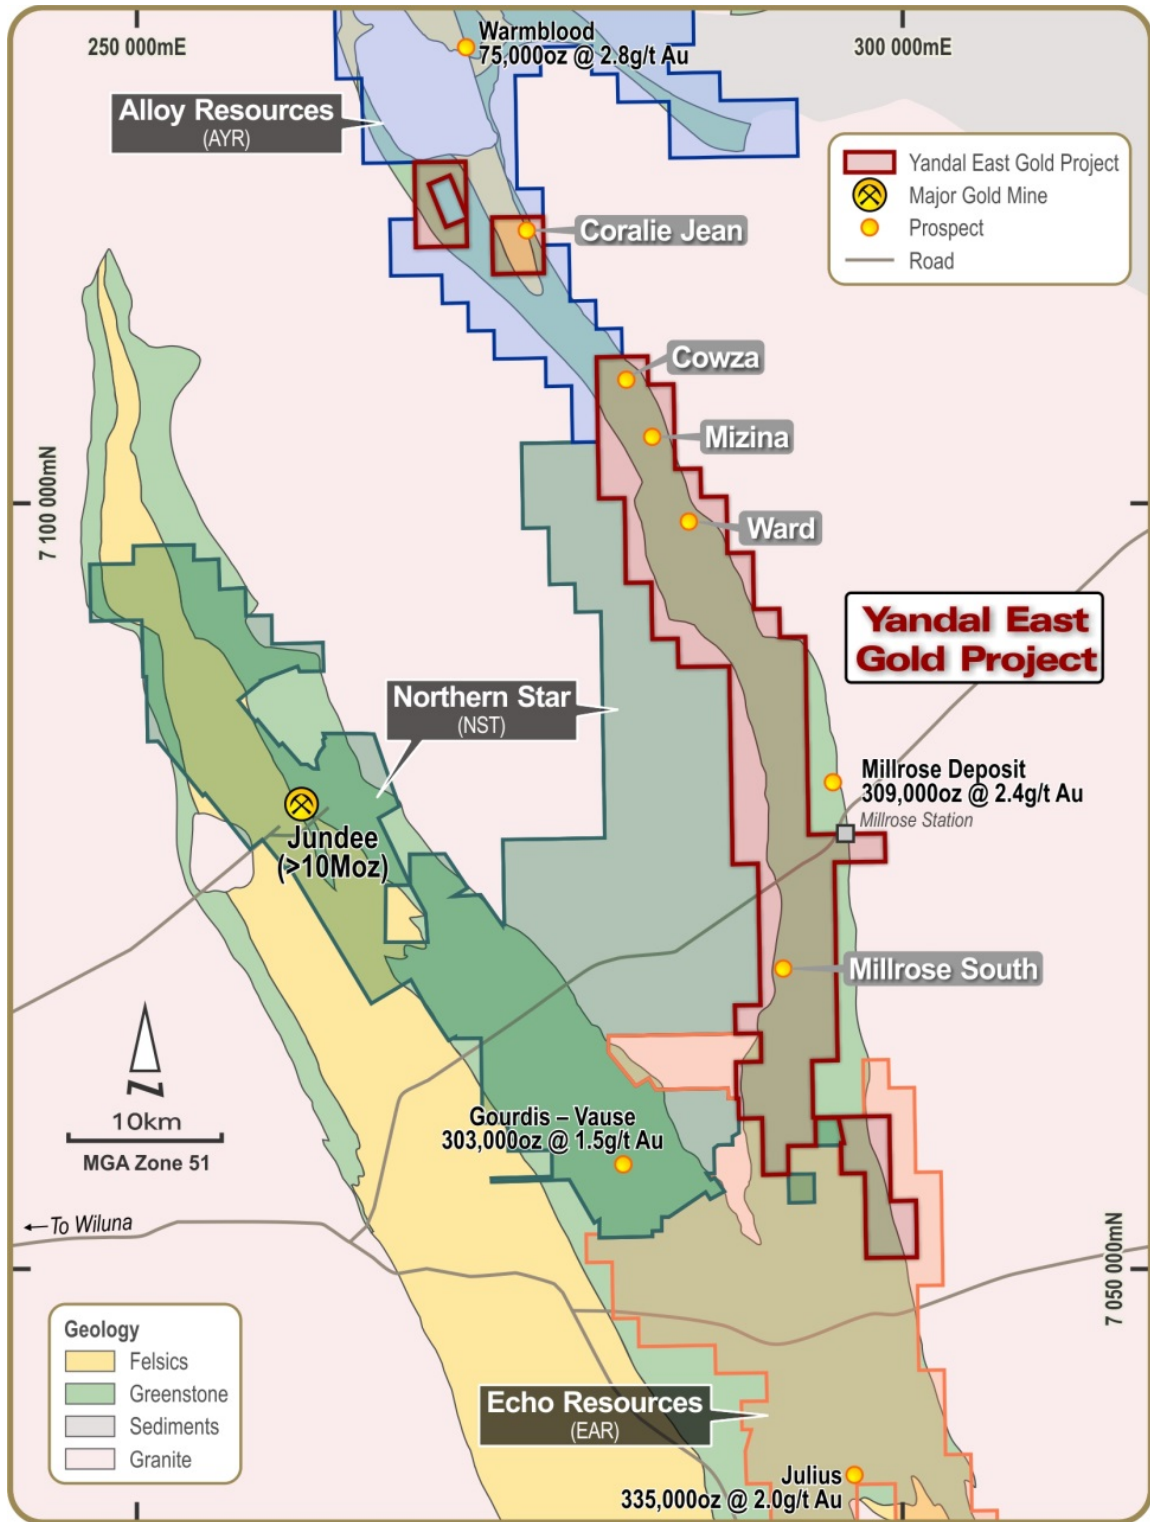 250 000mE
Warmblood
75,000oz @ 2.8g/t Au
300 000mE
Alloy Resources
(AYR)
Yandal East Gold Project
Major Gold Mine
Prospect
Road
Coralie Jean
Cowza
Mizina
7 100 000mN
Ward
Yandal East
Gold Project
Northern Star
(NST)
Millrose Deposit
309,000oz @ 2.4g/t Au
Millrose Station
Jundee
(>10Moz)
Millrose South
N
10km
MGA Zone 51
Gourdis – Vause
303,000oz @ 1.5g/t Au
←To Wiluna
7 050 000mN
Geology
Felsics
Greenstone
Sediments
Granite
Echo Resources
(EAR)
Julius
335,000oz @ 2.0g/t Au